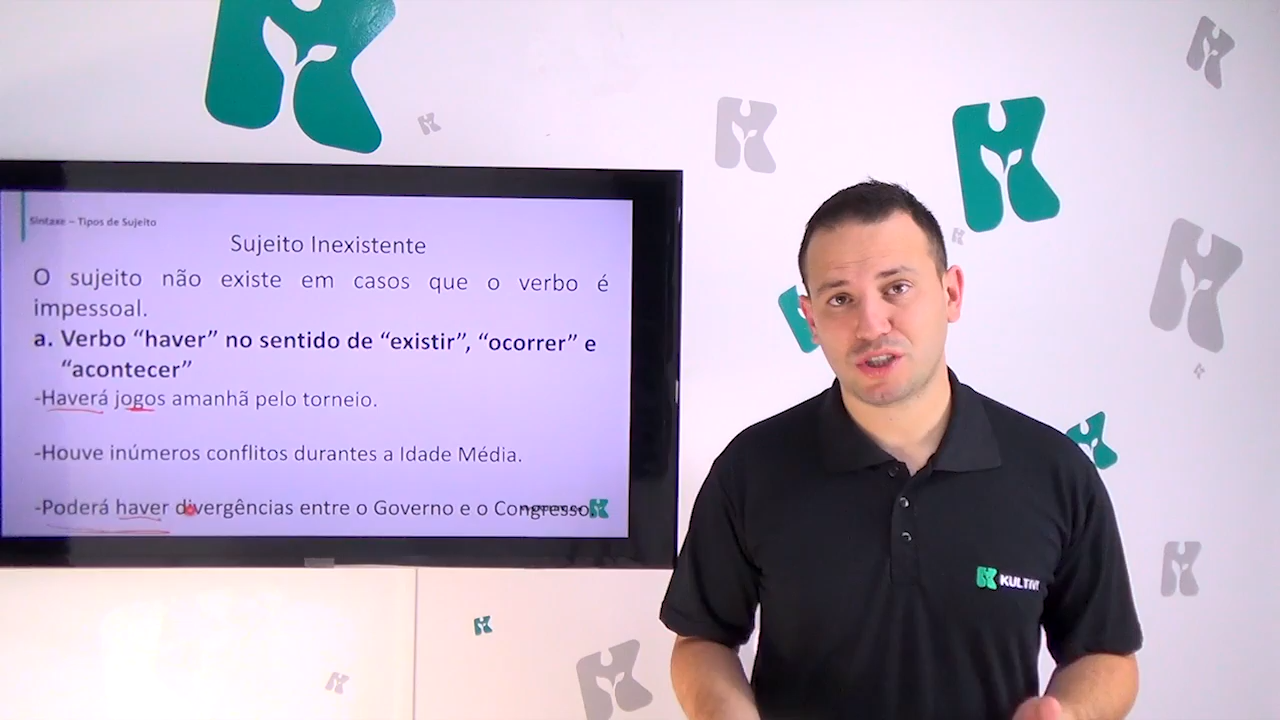 Sintaxe – Tipos de Sujeito
Sujeito Inexistente
O sujeito não existe em casos que o verbo é
impessoal.
a. Verbo “haver” no sentido de “existir”, “ocorrer” e
“acontecer”
-Haverá jogos amanhã pelo torneio.
-Houve inúmeros conflitos durantes a Idade Média.
-Poderá haver divergências entre o Governo e o Congresso.
KULTIVI